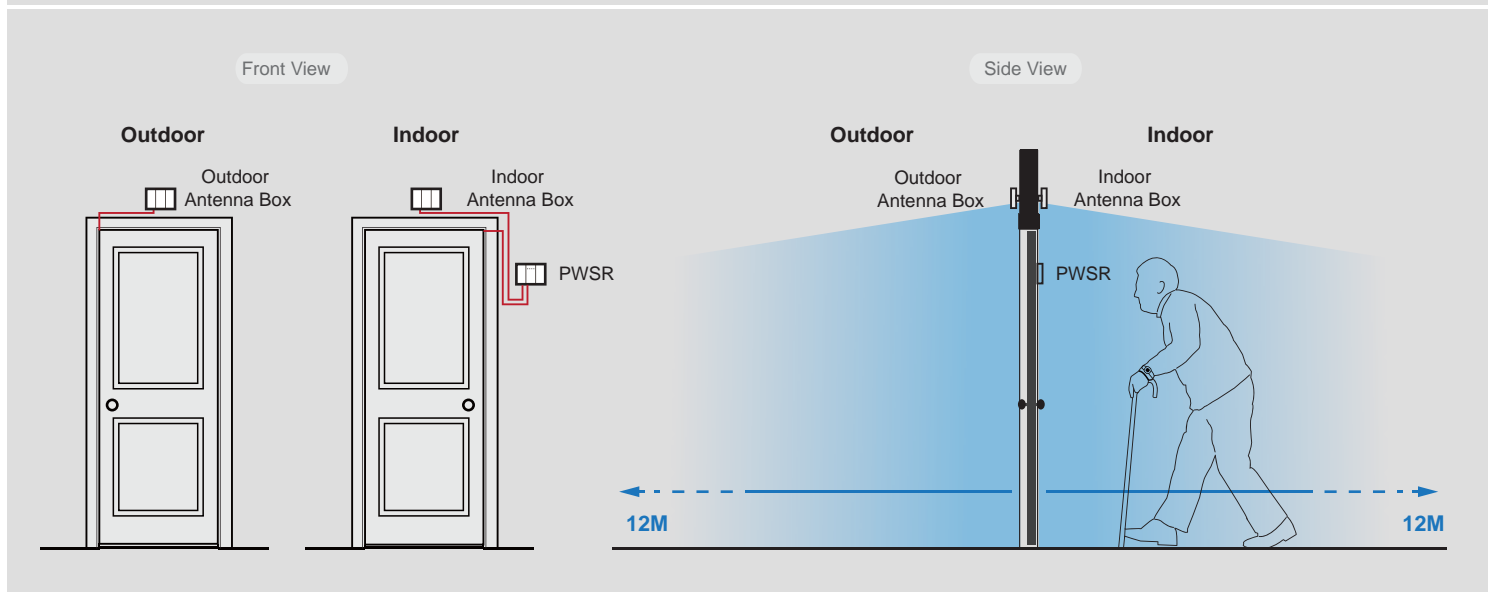 Front View
Side View
Outdoor
Indoor
Outdoor
Indoor
Outdoor
Antenna Box
Indoor
Antenna Box
Outdoor
Antenna Box
Indoor
Antenna Box
PWSR
PWSR
12M
12M